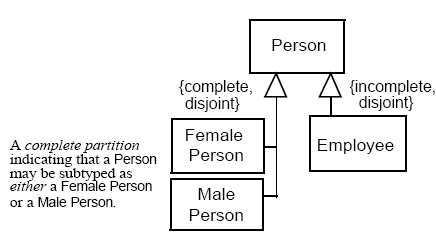 Person
{complete,
disjoint}
{incomplete,
disjoint}
Female
Person
Employee
Male
Person
A complete partition
indicating that a Person
may be subtyped as
either a Female Person
or a Male Person.